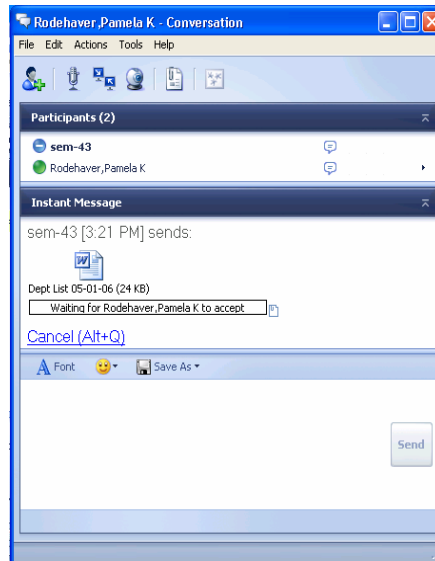 Rodehaver,Pamela K - Conversation
File Edit Actions Tools Help
Participants (2)
sem-43
Rodehaver,Pamela K
Instant Message
sem-43 [3:21 PM] sends:
Dept List 05-01-06 (24 KB)
Waiting for Rodehaver,Pamela K to accept
Cancel (Alt+Q)
A Font Save As
Send